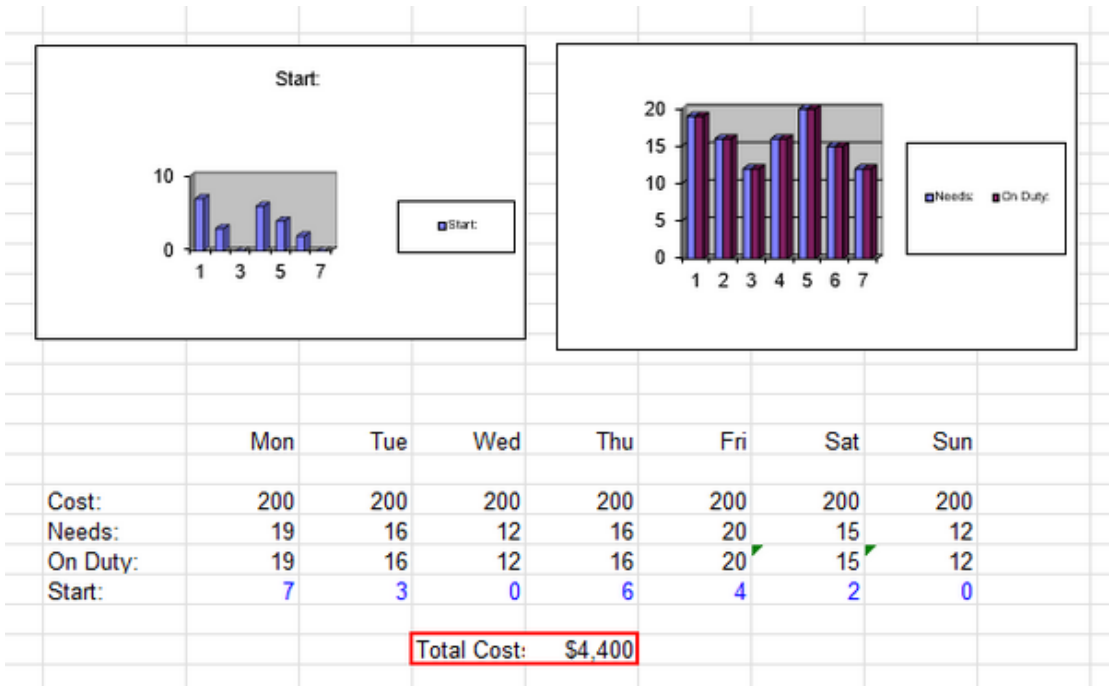 Start:
10
0
1 3 5 7
Start:
20
15
10
5
0
1 2 3 4 5 6 7
Needs: On Duty:
Mon Tue Wed Thu Fri Sat Sun
Cost: 200 200 200 200 200 200 200
Needs: 19 16 12 16 20 15 12
On Duty: 19 16 12 16 20 15 12
Start: 7 3 0 6 4 2 0
Total Cost: $4,400